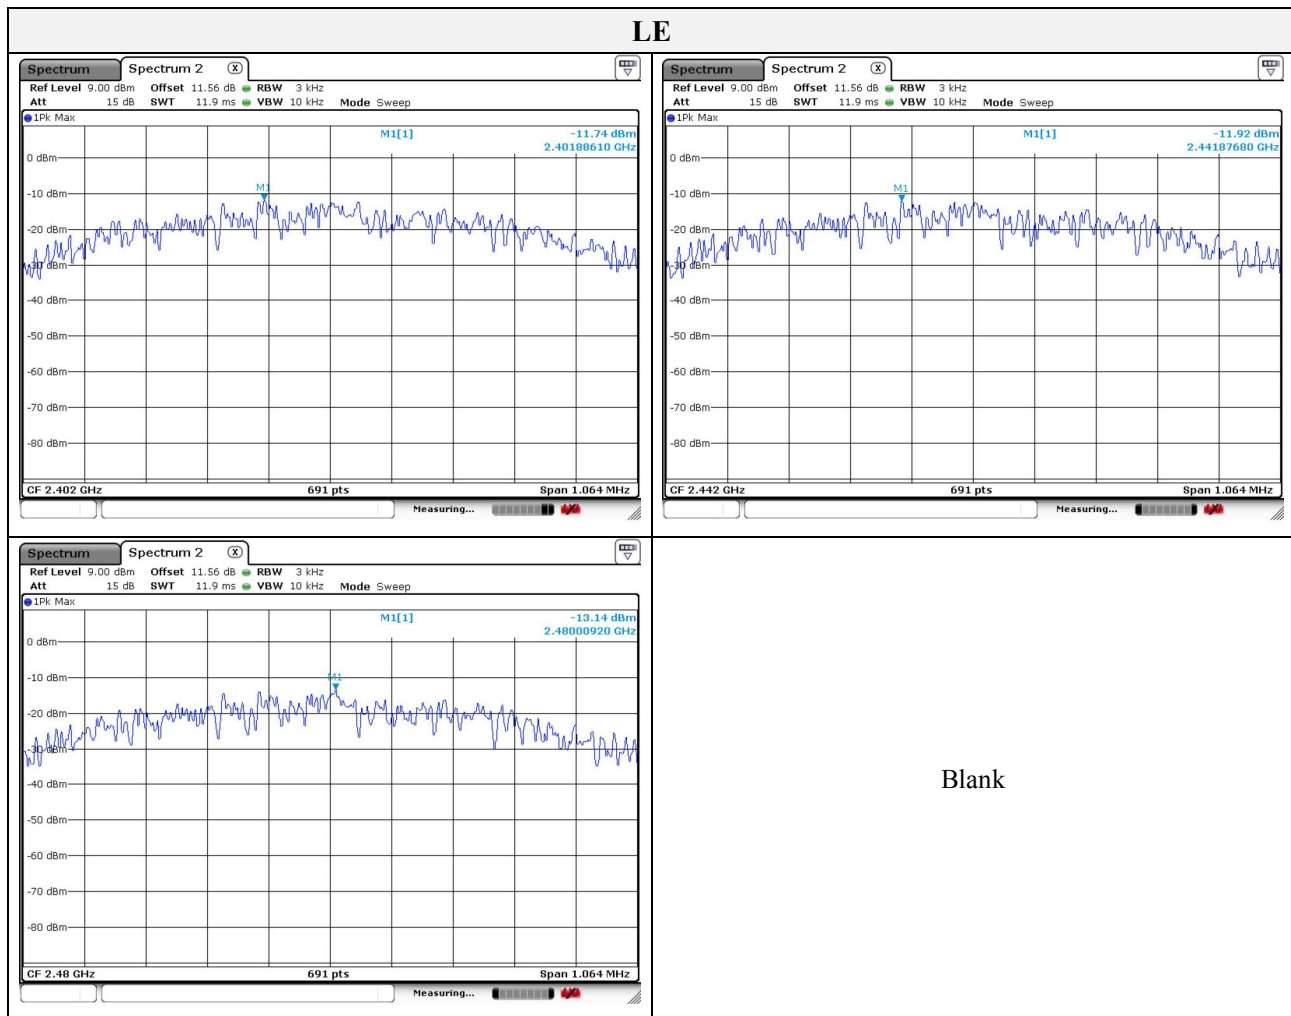 LE
Spectrum Spectrum 2 X
Ref Level 9.00 dBm Offset 11.56 dB RBW 3 kHz
Att 15 dB SWT 11.9 ms VBW 10 kHz Mode Sweep
1Pk Max
M1[1] -11.74 dBm
2.40188610 GHz
0 dBm
M1
-10 dBm
-20 dBm
-30 dBm
-40 dBm
-50 dBm
-60 dBm
-70 dBm
-80 dBm
CF 2.402 GHz 691 pts Span 1.064 MHz
Measuring...
Spectrum Spectrum 2 X
Ref Level 9.00 dBm Offset 11.56 dB RBW 3 kHz
Att 15 dB SWT 11.9 ms VBW 10 kHz Mode Sweep
1Pk Max
M1[1] -11.92 dBm
2.44187680 GHz
0 dBm
M1
-10 dBm
-20 dBm
-30 dBm
-40 dBm
-50 dBm
-60 dBm
-70 dBm
-80 dBm
CF 2.442 GHz 691 pts Span 1.064 MHz
Measuring...
Spectrum Spectrum 2 X
Ref Level 9.00 dBm Offset 11.56 dB RBW 3 kHz
Att 15 dB SWT 11.9 ms VBW 10 kHz Mode Sweep
1Pk Max
M1[1] -13.14 dBm
2.48000920 GHz
0 dBm
-10 dBm
M1
-20 dBm
-30 dBm
-40 dBm
-50 dBm
-60 dBm
-70 dBm
-80 dBm
CF 2.48 GHz 691 pts Span 1.064 MHz
Measuring...
Blank